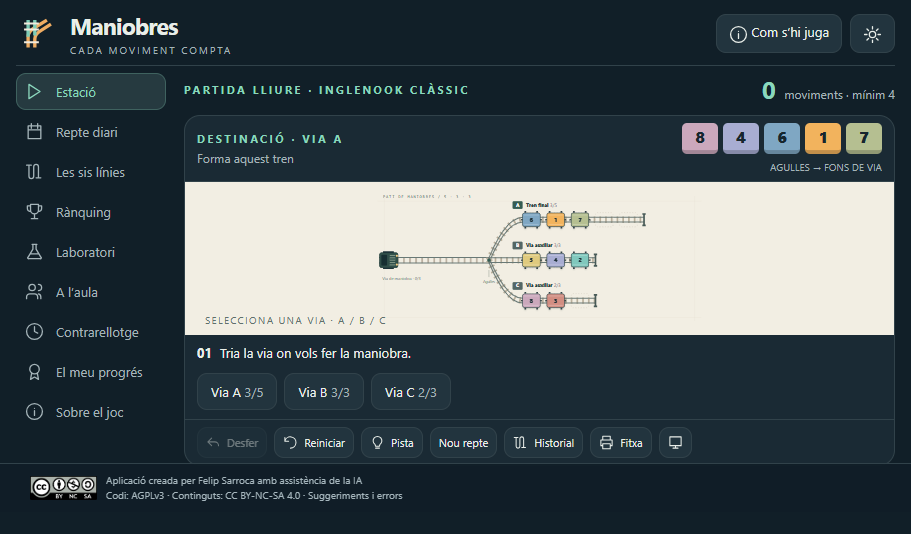 Maniobres
CADA MOVIMENT COMPTA
Com s'hi juga
Estació
Repte diari
Les sis línies
Rànquing
Laboratori
A l'aula
Contrarellotge
El meu progrés
Sobre el joc
PARTIDA LLIURE · INGLENOOK CLÀSSIC
0 moviments · mínim 4
DESTINACIÓ · VIA A
Forma aquest tren
8 4 6 1 7
AGULLES → FONS DE VIA
A Tren final 3/5
6 1 7
B Via auxiliar 3/3
5 4 2
C Via auxiliar 2/3
8 3
SELECCIONA UNA VIA · A / B / C
01 Tria la via on vols fer la maniobra.
Via A 3/5
Via B 3/3
Via C 2/3
Desfer
Reiniciar
Pista
Nou repte
Historial
Fitxa
CC BY NC SA
Aplicació creada per Felip Sarroca amb assistència de la IA
Codi: AGPLv3 · Continguts: CC BY-NC-SA 4.0 · Suggeriments i errors